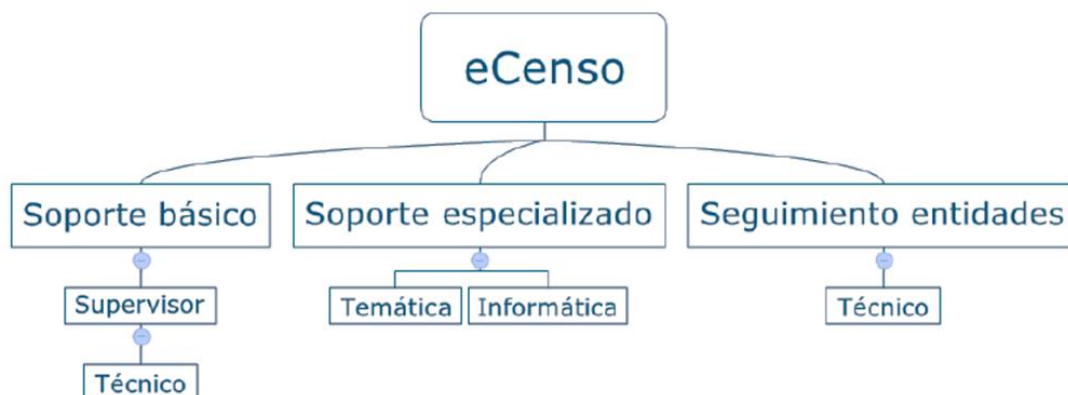 eCenso
Soporte básico
Soporte especializado
Seguimiento entidades
Supervisor
Temática
Informática
Técnico
Técnico